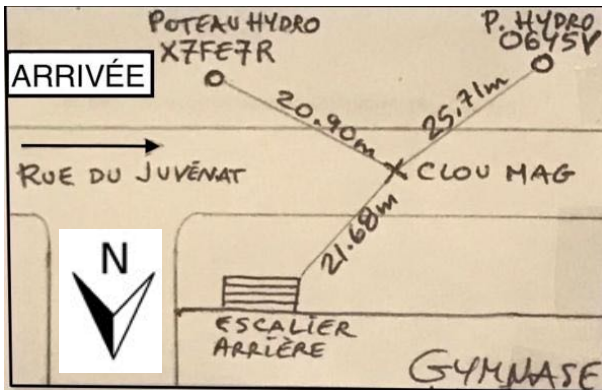 POTEAU HYDRO
X7FE7R
P. HYDRO
0645V
ARRIVÉE
20.90m
25.71m
RUE DU JUVÉNAT
CLOU MAG
21.68m
N
ESCALIER
ARRIÈRE
GYMNASE